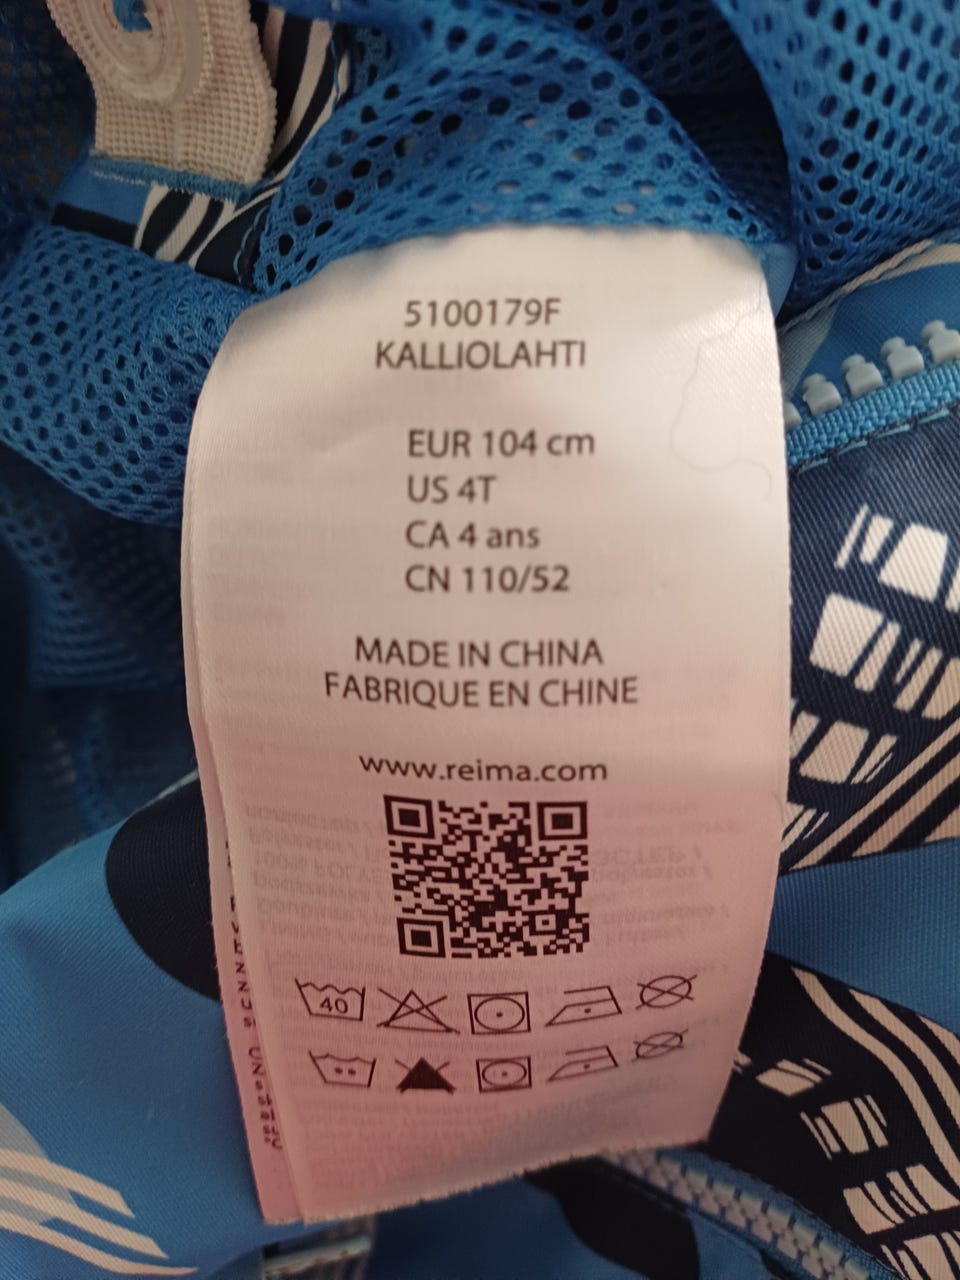 5100179F
KALLIOLAHTI
EUR 104 cm
US 4T
CA 4 ans
CN 110/52
MADE IN CHINA
FABRIQUE EN CHINE
www.reima.com
40